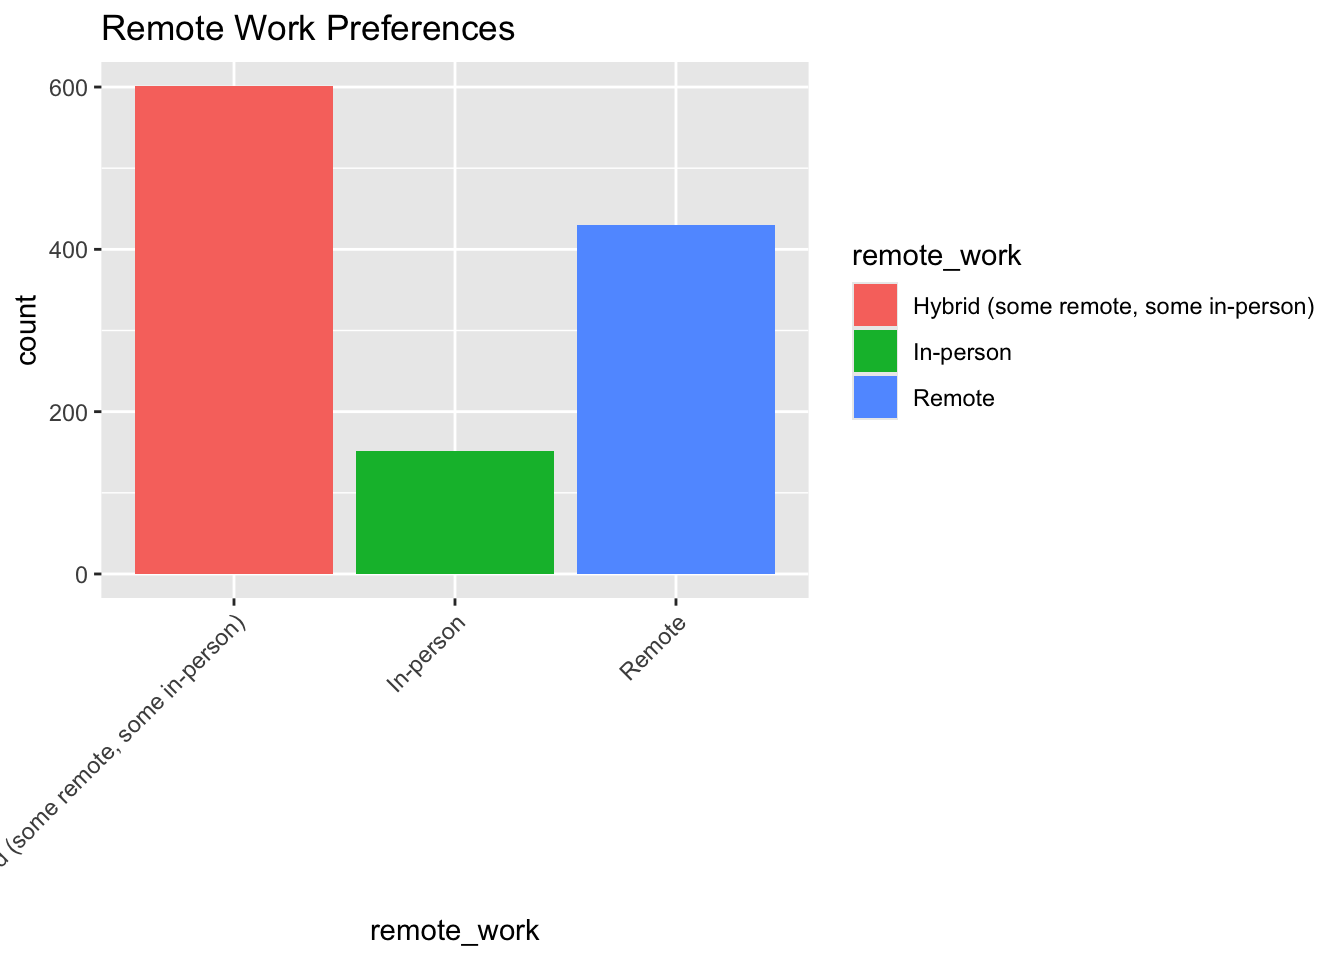 Remote Work Preferences
count
600
400
200
0
(some remote, some in-person)
In-person
Remote
remote_work
remote_work
Hybrid (some remote, some in-person)
In-person
Remote